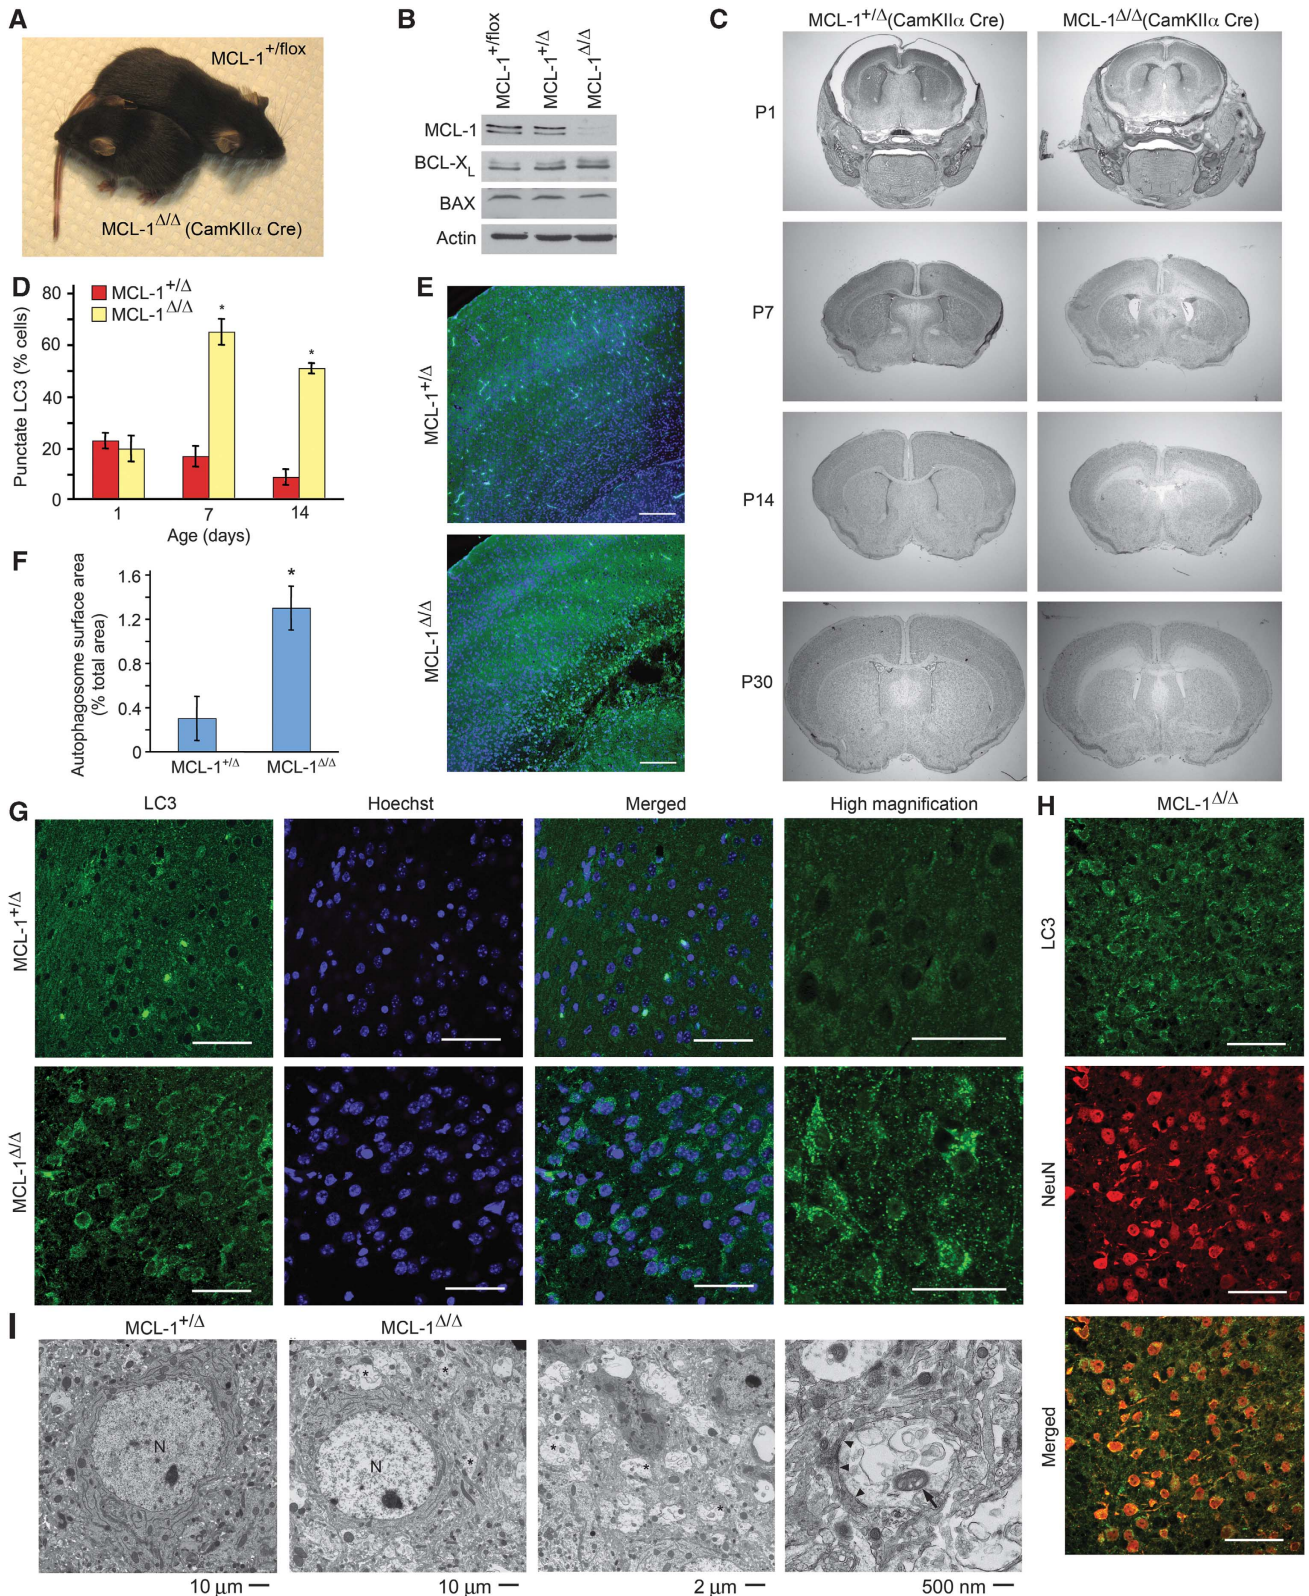 A
MCL-1+/flox
MCL-1Δ/Δ (CamKIIα Cre)
B
MCL-1+/flox
MCL-1+/Δ
MCL-1Δ/Δ
MCL-1
BCL-XL
BAX
Actin
C
MCL-1+/Δ(CamKIIα Cre)
MCL-1Δ/Δ(CamKIIα Cre)
P1
P7
P14
P30
D
Punctate LC3 (% cells)
80
60
40
20
0
MCL-1+/Δ
MCL-1Δ/Δ
*
*
1
7
14
Age (days)
E
MCL-1+/Δ
MCL-1Δ/Δ
F
Autophagosome surface area
(% total area)
1.6
1.2
0.8
0.4
0
*
MCL-1+/Δ
MCL-1Δ/Δ
G
LC3
Hoechst
Merged
High magnification
MCL-1+/Δ
MCL-1Δ/Δ
H
MCL-1Δ/Δ
LC3
NeuN
Merged
I
MCL-1+/Δ
MCL-1Δ/Δ
N
N
*
*
*
*
*
*
10 µm
10 µm
2 µm
500 nm